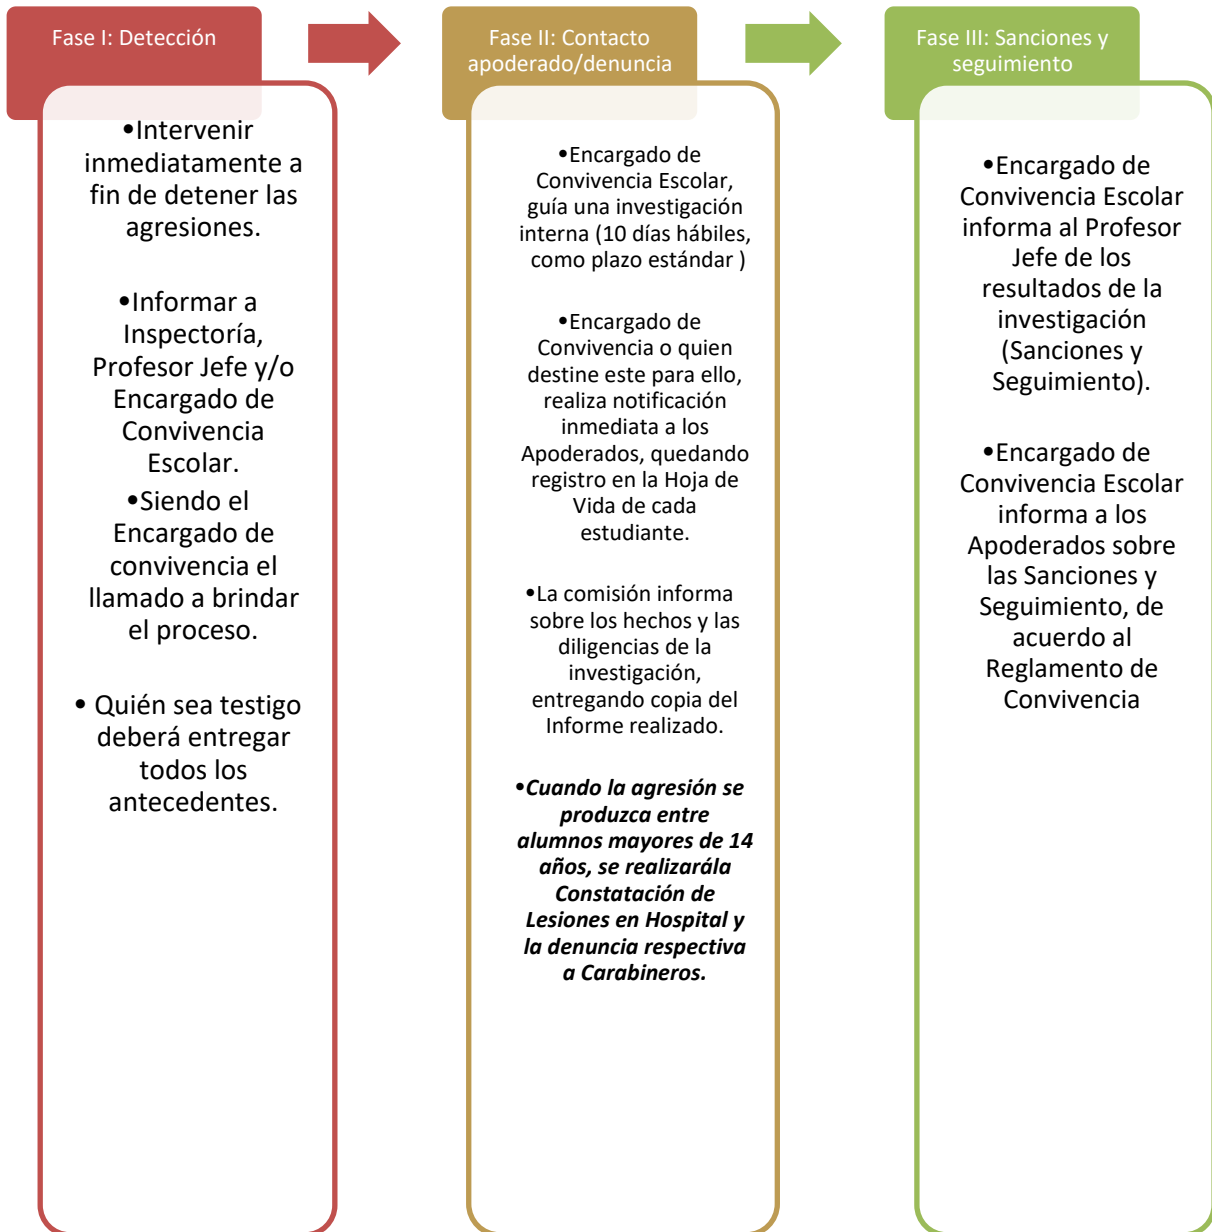 Fase I: Detección
•Intervenir
inmediatamente a
fin de detener las
agresiones.
•Informar a
Inspectoría,
Profesor Jefe y/o
Encargado de
Convivencia
Escolar.
•Siendo el
Encargado de
convivencia el
llamado a brindar
el proceso.
• Quién sea testigo
deberá entregar
todos los
antecedentes.
Fase II: Contacto
apoderado/denuncia
•Encargado de
Convivencia Escolar,
guía una investigación
interna (10 días hábiles,
como plazo estándar )
•Encargado de
Convivencia o quien
destine este para ello,
realiza notificación
inmediata a los
Apoderados, quedando
registro en la Hoja de
Vida de cada
estudiante.
•La comisión informa
sobre los hechos y las
diligencias de la
investigación,
entregando copia del
Informe realizado.
•Cuando la agresión se
produzca entre
alumnos mayores de 14
años, se realizarála
Constatación de
Lesiones en Hospital y
la denuncia respectiva
a Carabineros.
Fase III: Sanciones y
seguimiento
•Encargado de
Convivencia Escolar
informa al Profesor
Jefe de los
resultados de la
investigación
(Sanciones y
Seguimiento).
•Encargado de
Convivencia Escolar
informa a los
Apoderados sobre
las Sanciones y
Seguimiento, de
acuerdo al
Reglamento de
Convivencia